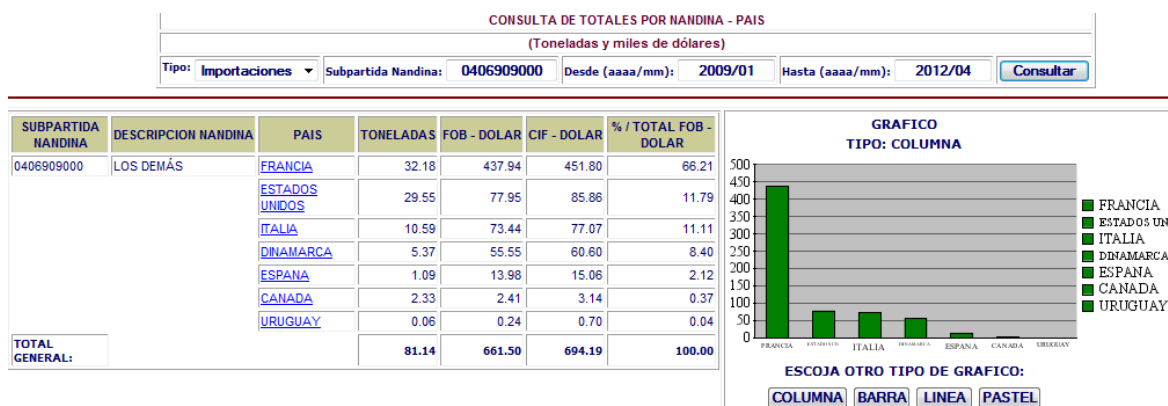 CONSULTA DE TOTALES POR NANDINA - PAIS
(Toneladas y miles de dólares)
Tipo: Importaciones Subpartida Nandina: 0406909000 Desde (aaaa/mm): 2009/01 Hasta (aaaa/mm): 2012/04 Consultar
SUBPARTIDA NANDINA DESCRIPCION NANDINA PAIS TONELADAS FOB - DOLAR CIF - DOLAR % / TOTAL FOB - DOLAR
0406909000 LOS DEMÁS FRANCIA 32.18 437.94 451.80 66.21
ESTADOS UNIDOS 29.55 77.95 85.86 11.79
ITALIA 10.59 73.44 77.07 11.11
DINAMARCA 5.37 55.55 60.60 8.40
ESPANA 1.09 13.98 15.06 2.12
CANADA 2.33 2.41 3.14 0.37
URUGUAY 0.06 0.24 0.70 0.04
TOTAL GENERAL: 81.14 661.50 694.19 100.00
GRAFICO
TIPO: COLUMNA
500
450
400
350
300
250
200
150
100
50
0
FRANCIA ESTADOS UN ITALIA DINAMARCA ESPANA CANADA URUGUAY
FRANCIA
ESTADOS UN
ITALIA
DINAMARCA
ESPANA
CANADA
URUGUAY
ESCOJA OTRO TIPO DE GRAFICO:
COLUMNA BARRA LINEA PASTEL